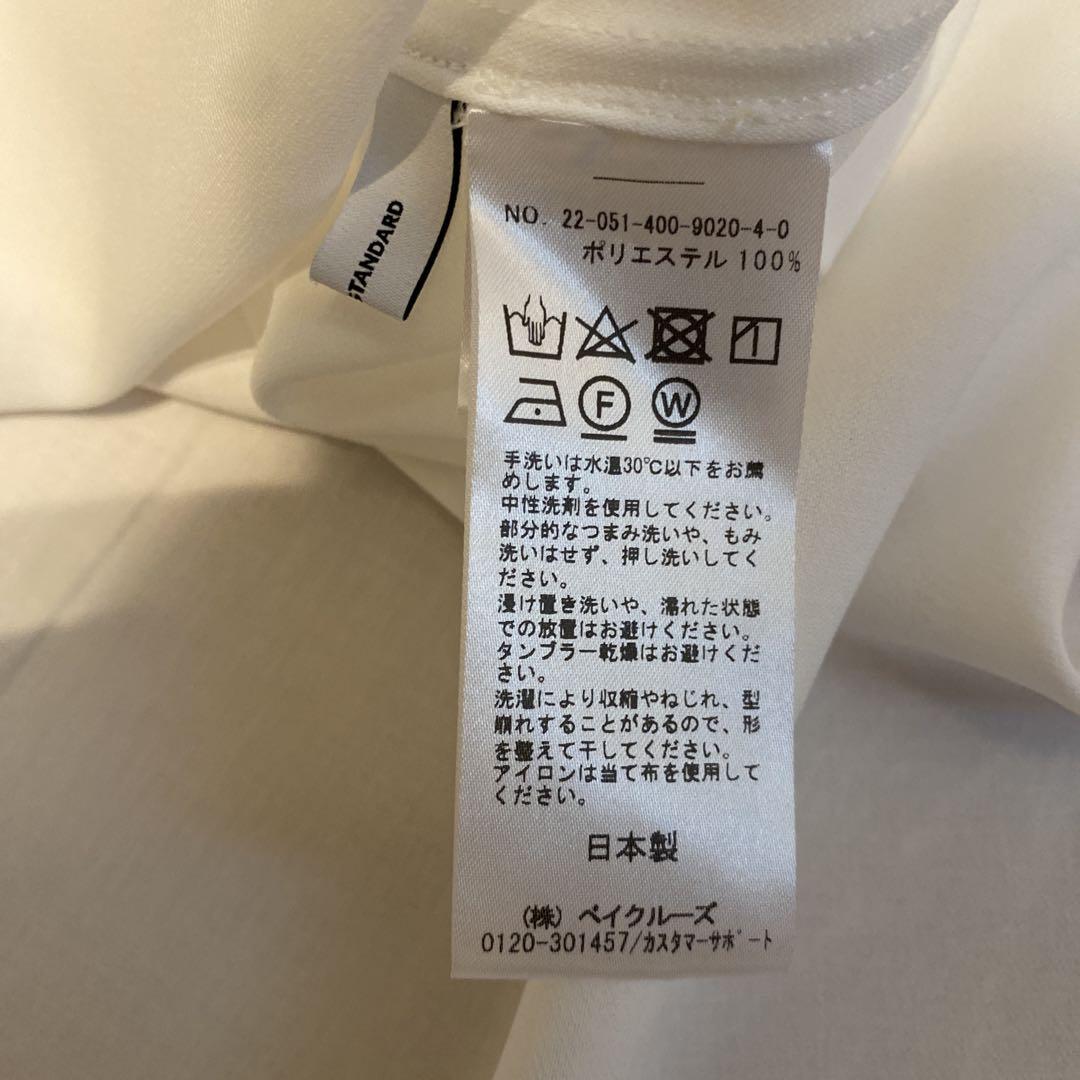 STANDARD
NO. 22-051-400-9020-4-0
ポリエステル 100%
F W
手洗いは水温30℃以下をお薦
めします。
中性洗剤を使用してください。
部分的なつまみ洗いや、もみ
洗いはせず、押し洗いしてく
ださい。
浸け置き洗いや、濡れた状態
での放置はお避けください。
タンブラー乾燥はお避けくだ
さい。
洗濯により収縮やねじれ、型
崩れすることがあるので、形
を整えて干してください。
アイロンは当て布を使用して
ください。
日本製
(株) ベイクルーズ
0120-301457/カスタマーサポート